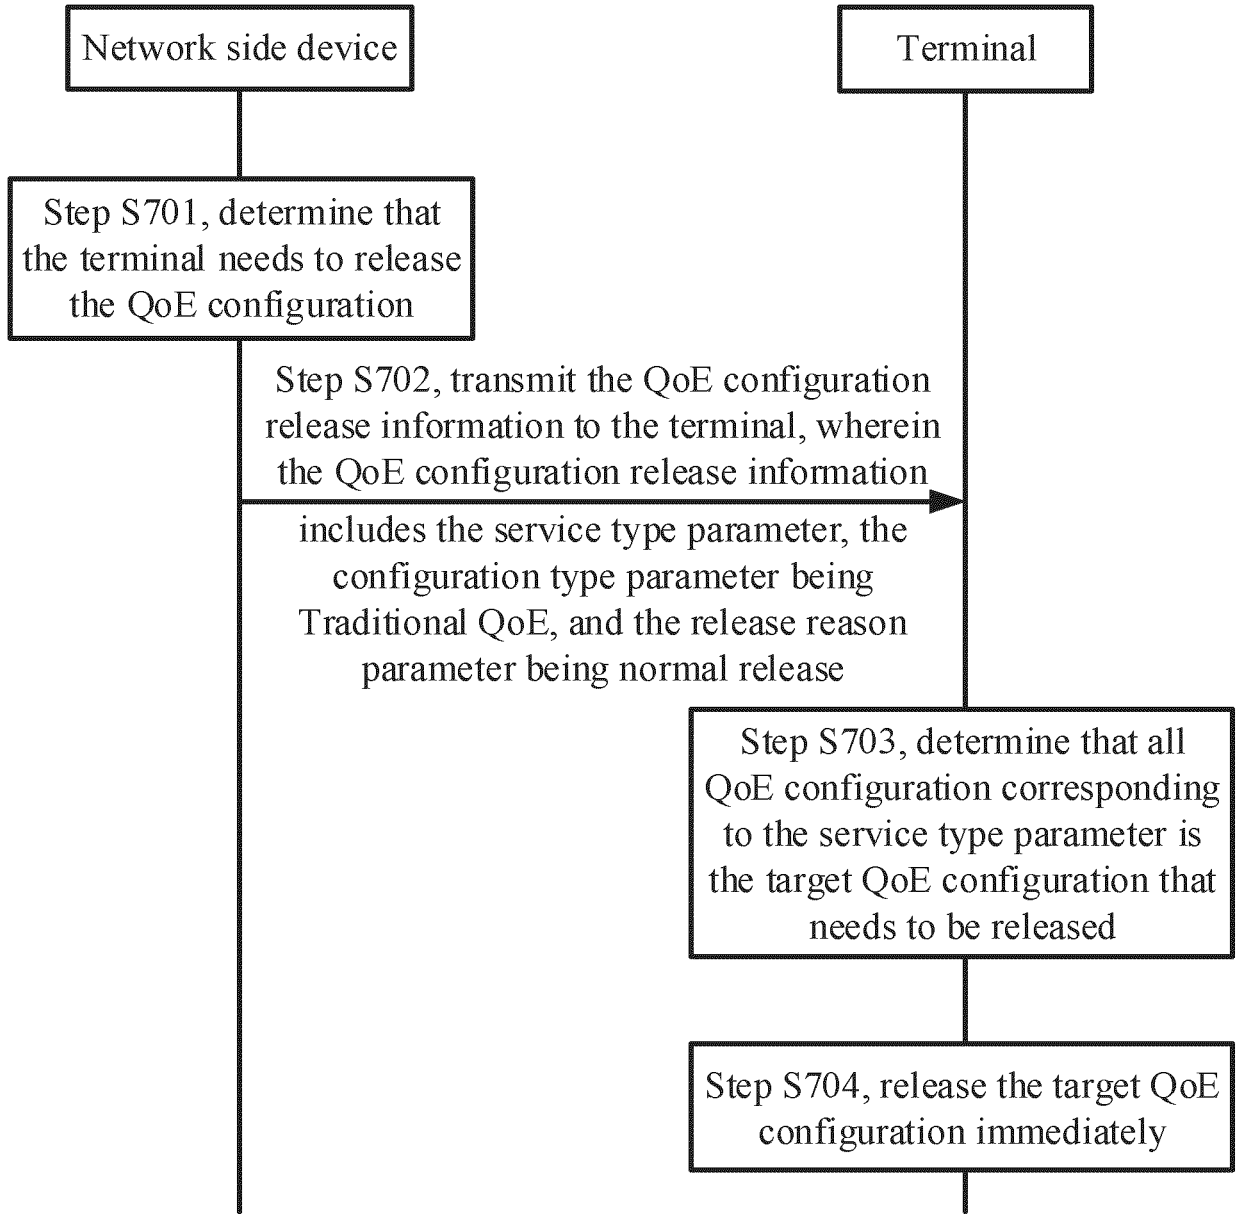 Network side device
Terminal
Step S701, determine that
the terminal needs to release
the QoE configuration
Step S702, transmit the QoE configuration
release information to the terminal, wherein
the QoE configuration release information
includes the service type parameter, the
configuration type parameter being
Traditional QoE, and the release reason
parameter being normal release
Step S703, determine that all
QoE configuration corresponding
to the service type parameter is
the target QoE configuration that
needs to be released
Step S704, release the target QoE
configuration immediately